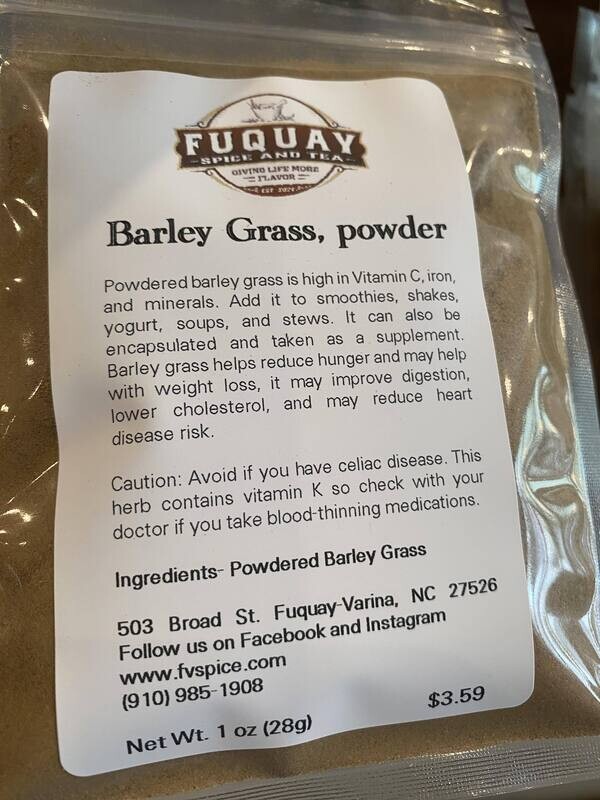 FUQUAY
SPICE AND TEA
GIVING LIFE MORE
FLAVOR
EST 2024
Barley Grass, powder
Powdered barley grass is high in Vitamin C, iron,
and minerals. Add it to smoothies, shakes,
yogurt, soups, and stews. It can also be
encapsulated and taken as a supplement.
Barley grass helps reduce hunger and may help
with weight loss, it may improve digestion,
lower cholesterol, and may reduce heart
disease risk.
Caution: Avoid if you have celiac disease. This
herb contains vitamin K so check with your
doctor if you take blood-thinning medications.
Ingredients- Powdered Barley Grass
503 Broad St. Fuquay-Varina, NC 27526
Follow us on Facebook and Instagram
www.fvspice.com
(910) 985-1908
$3.59
Net Wt. 1 oz (28g)